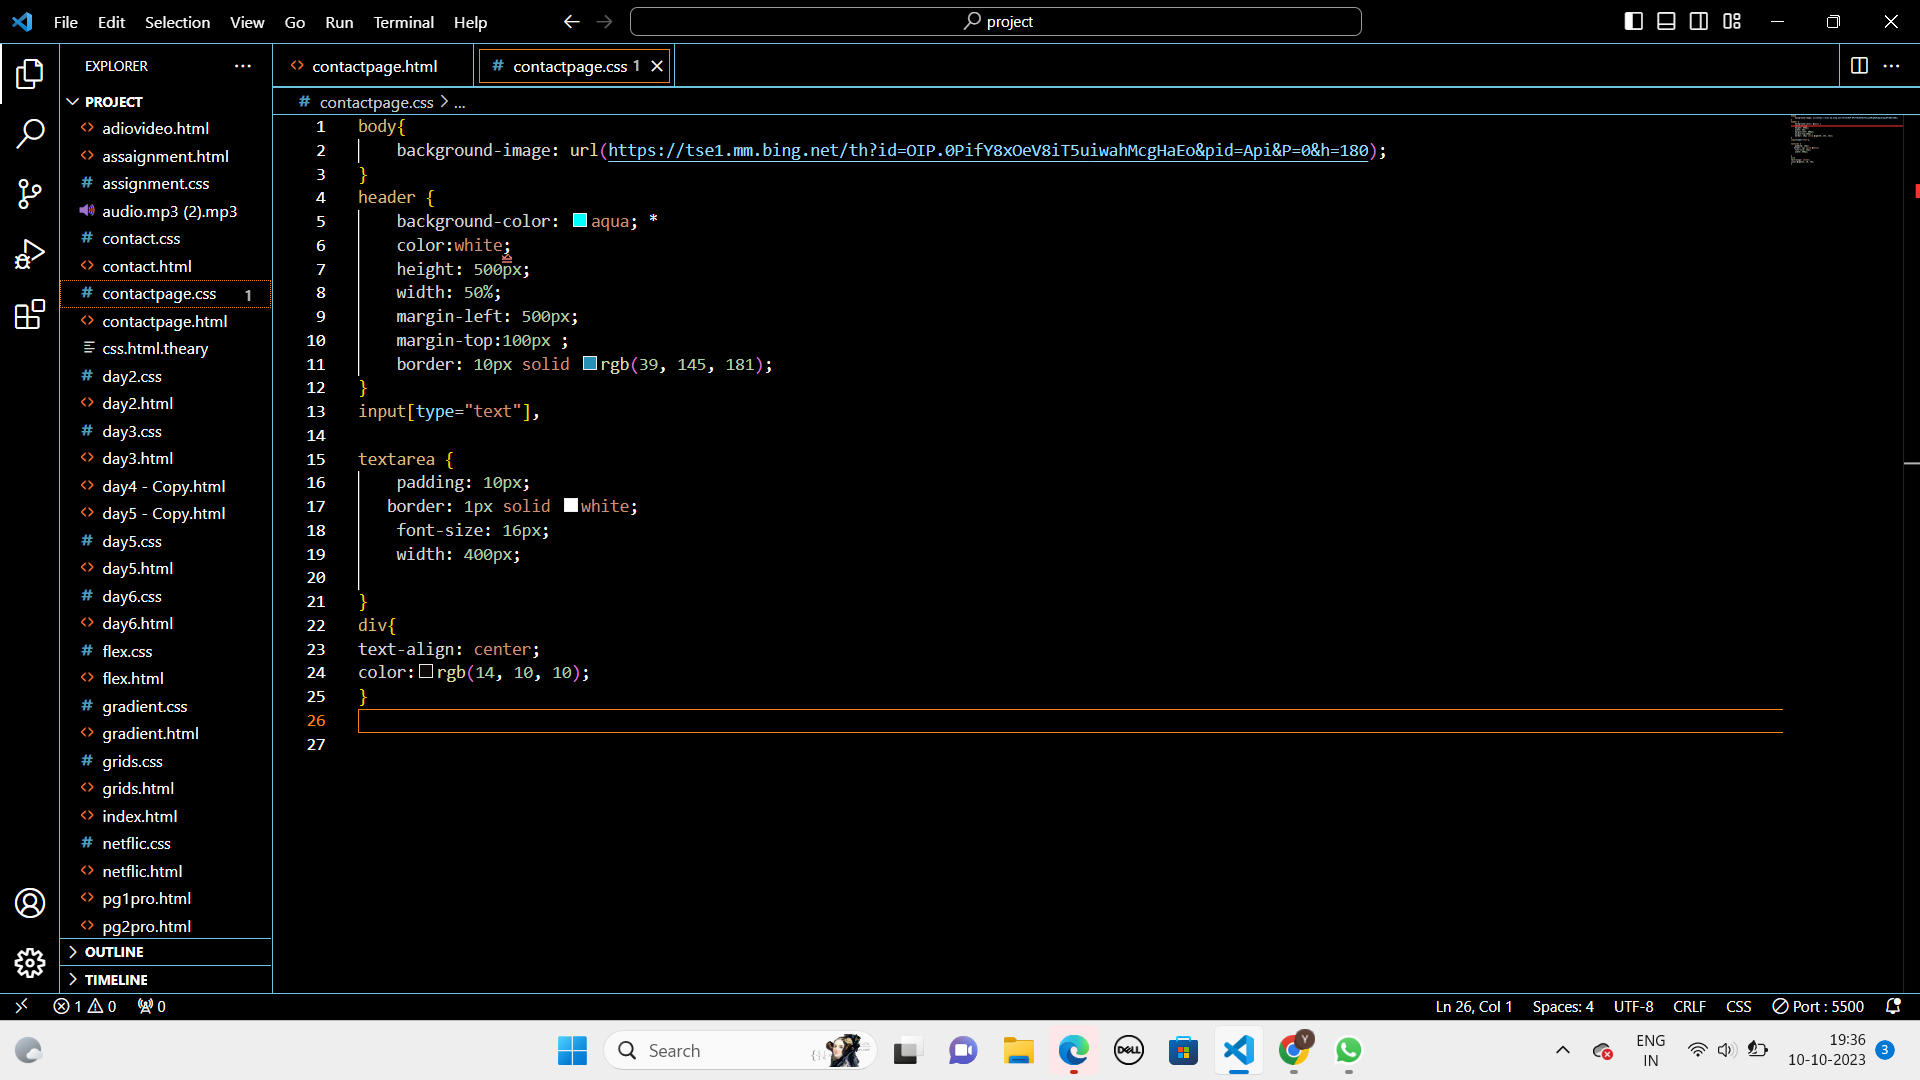 File Edit Selection View Go Run Terminal Help project
EXPLORER
contactpage.html
contactpage.css 1
PROJECT
contactpage.css > ...
adiovideo.html
assaignment.html
assignment.css
audio.mp3 (2).mp3
contact.css
contact.html
contactpage.css 1
contactpage.html
css.html.theary
day2.css
day2.html
day3.css
day3.html
day4 - Copy.html
day5 - Copy.html
day5.css
day5.html
day6.css
day6.html
flex.css
flex.html
gradient.css
gradient.html
grids.css
grids.html
index.html
netflic.css
netflic.html
pg1pro.html
pg2pro.html
OUTLINE
TIMELINE
1 body{
2 background-image: url(https://tse1.mm.bing.net/th?id=OIP.0PifY8xOeV8iT5uiwahMcgHaEo&pid=Api&P=0&h=180);
3 }
4 header {
5 background-color: aqua; *
6 color:white;
7 height: 500px;
8 width: 50%;
9 margin-left: 500px;
10 margin-top:100px ;
11 border: 10px solid rgb(39, 145, 181);
12 }
13 input[type="text"],
14
15 textarea {
16 padding: 10px;
17 border: 1px solid white;
18 font-size: 16px;
19 width: 400px;
20
21 }
22 div{
23 text-align: center;
24 color: rgb(14, 10, 10);
25 }
26
27
1 0 0 Ln 26, Col 1 Spaces: 4 UTF-8 CRLF CSS Port : 5500
Search
DELL
Y
ENG
IN
19:36
10-10-2023
3